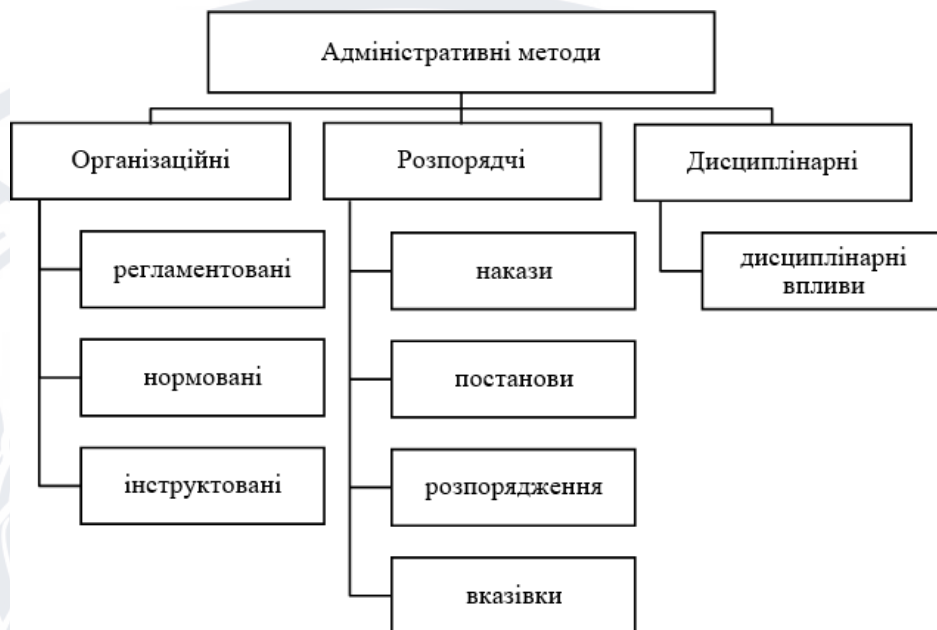 Адміністративні методи
Організаційні
Розпорядчі
Дисциплінарні
регламентовані
накази
дисциплінарні
впливи
нормовані
постанови
інструктовані
розпорядження
вказівки